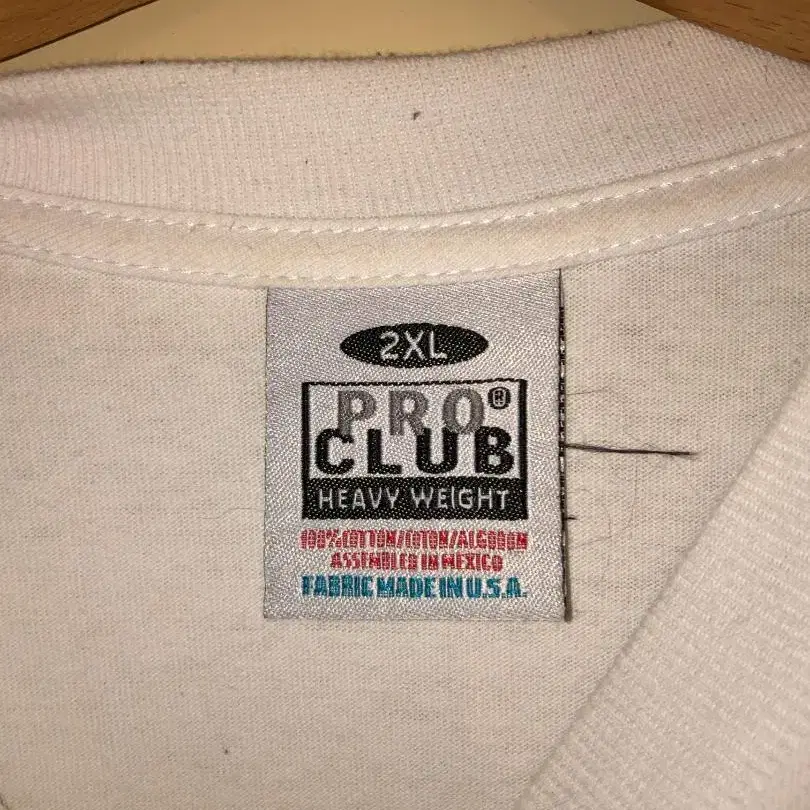 2XL
PRO®
CLUB
HEAVY WEIGHT
100% COTTON/COTON/ALGODON
ASSEMBLED IN MEXICO
FABRIC MADE IN U.S.A.